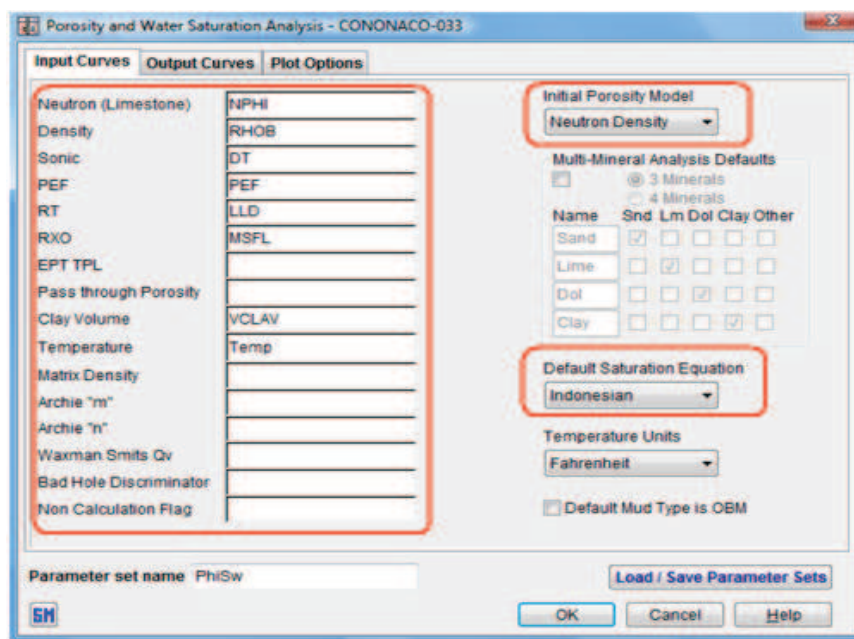 Porosity and Water Saturation Analysis - CONONACO-033
Input Curves Output Curves Plot Options
Neutron (Limestone) NPHI
Density RHOB
Sonic DT
PEF PEF
RT LLD
RXO MSFL
EPT TPL
Pass through Porosity
Clay Volume VCLAV
Temperature Temp
Matrix Density
Archie "m"
Archie "n"
Waxman Smits Qv
Bad Hole Discriminator
Non Calculation Flag
Initial Porosity Model
Neutron Density
Multi-Mineral Analysis Defaults
3 Minerals
4 Minerals
Name Snd Lm Dol Clay Other
Sand
Lime
Dol
Clay
Default Saturation Equation
Indonesian
Temperature Units
Fahrenheit
Default Mud Type is OBM
Parameter set name PhiSw
Load / Save Parameter Sets
OK Cancel Help